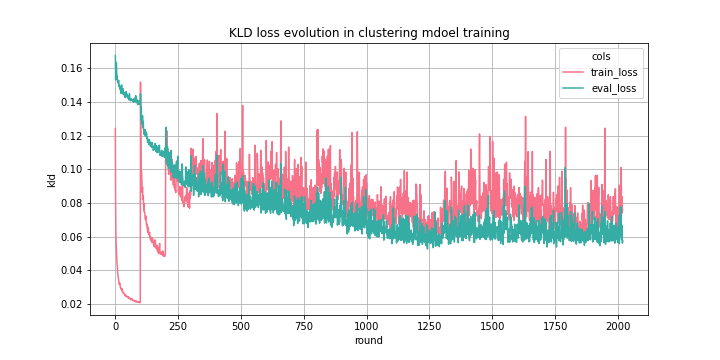 KLD loss evolution in clustering mdoel training
cols
train_loss
eval_loss
kld
0.16
0.14
0.12
0.10
0.08
0.06
0.04
0.02
0
250
500
750
1000
1250
1500
1750
2000
round